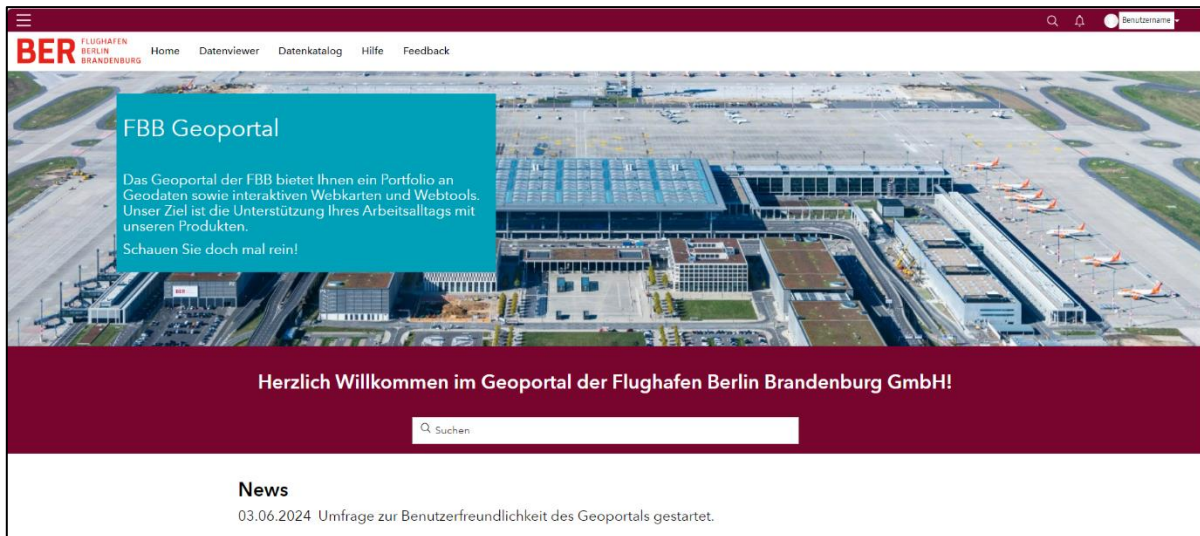 Benutzername
BER FLUGHAFEN
BERLIN
BRANDENBURG
Home Datenviewer Datenkatalog Hilfe Feedback
FBB Geoportal
Das Geoportal der FBB bietet Ihnen ein Portfolio an
Geodaten sowie interaktiven Webkarten und Webtools.
Unser Ziel ist die Unterstützung Ihres Arbeitsalltags mit
unseren Produkten.
Schauen Sie doch mal rein!
BER
Herzlich Willkommen im Geoportal der Flughafen Berlin Brandenburg GmbH!
Suchen
News
03.06.2024 Umfrage zur Benutzerfreundlichkeit des Geoportals gestartet.